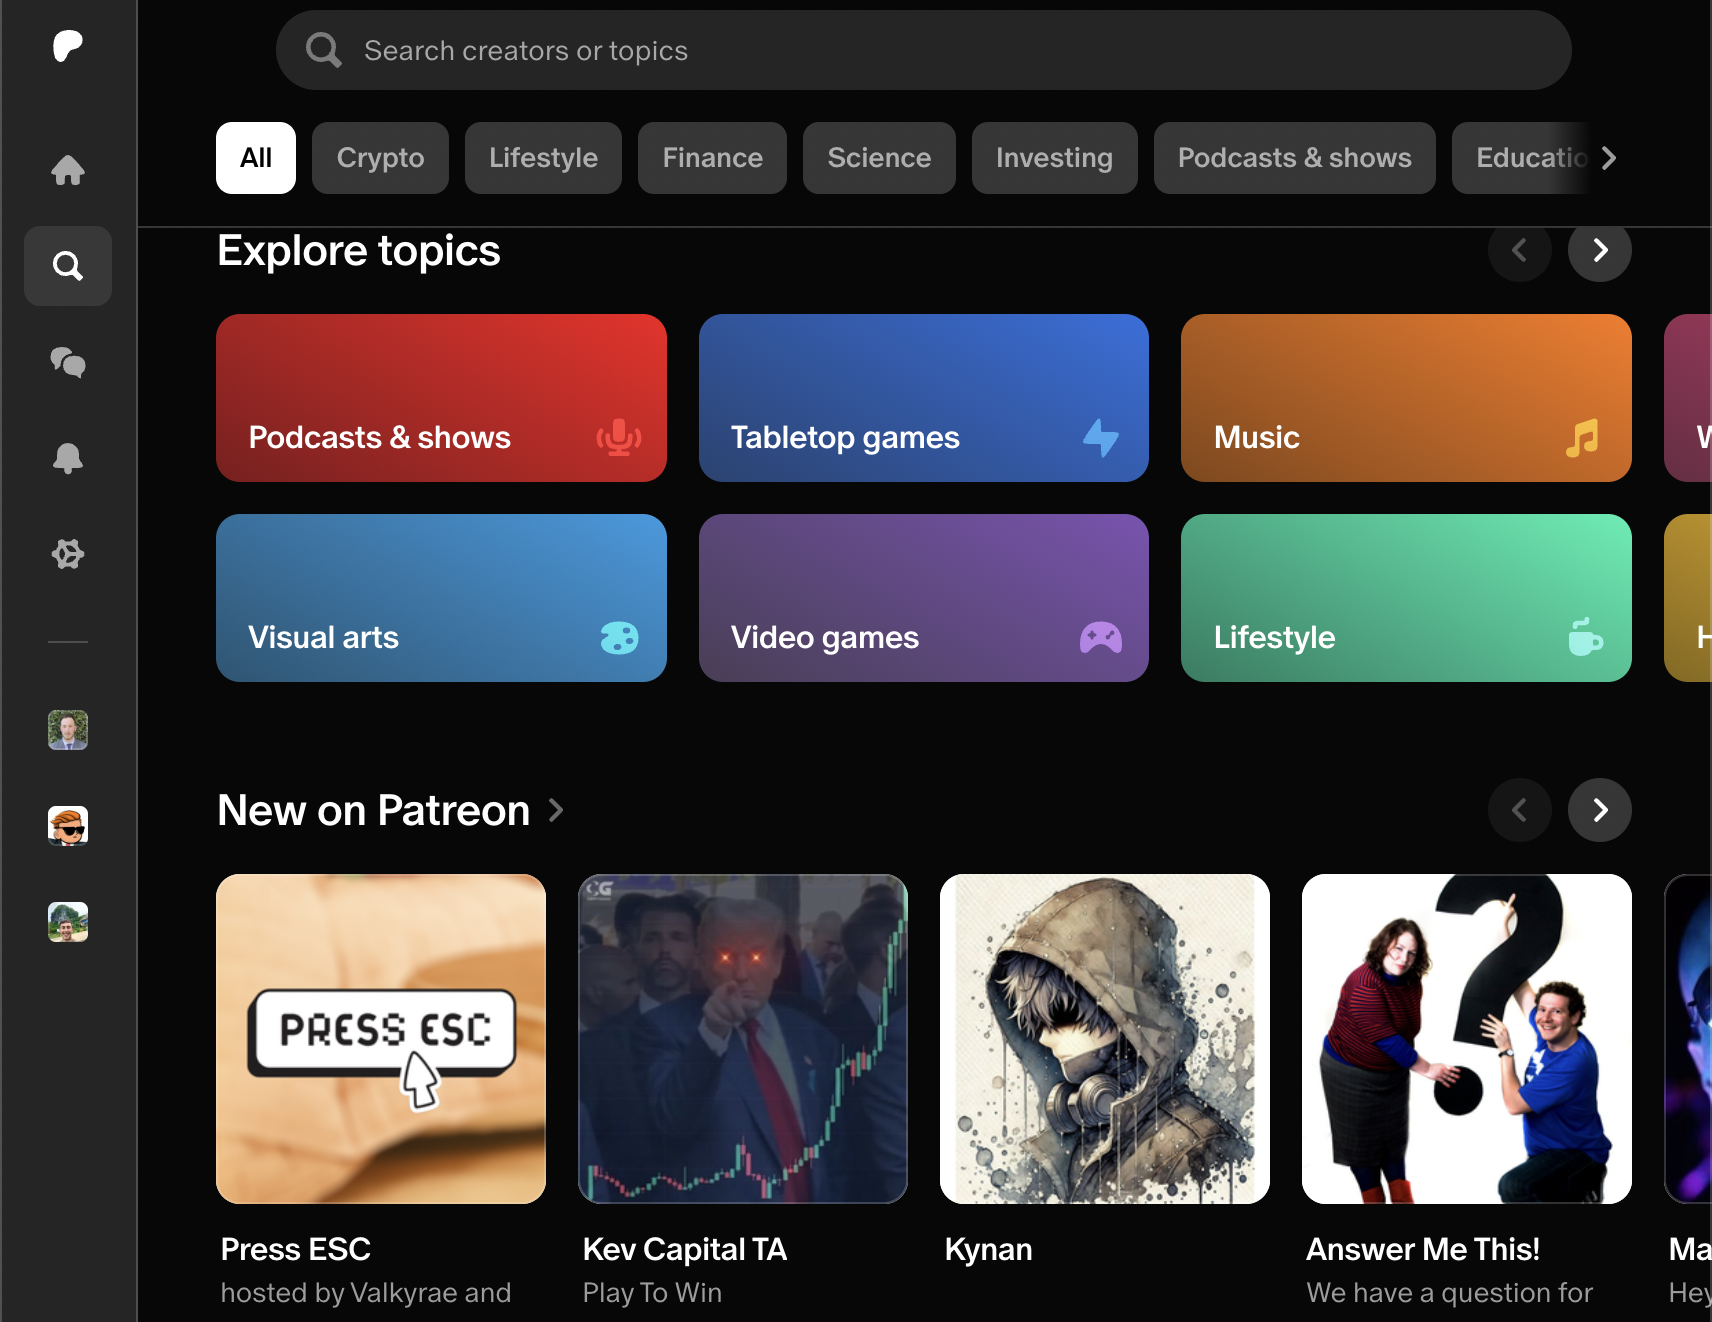 Search creators or topics
All
Crypto
Lifestyle
Finance
Science
Investing
Podcasts & shows
Educatio
Explore topics
Podcasts & shows
Tabletop games
Music
Visual arts
Video games
Lifestyle
New on Patreon
CG
PRESS ESC
Press ESC
hosted by Valkyrae and
Kev Capital TA
Play To Win
Kynan
Answer Me This!
We have a question for
Ma
Hey